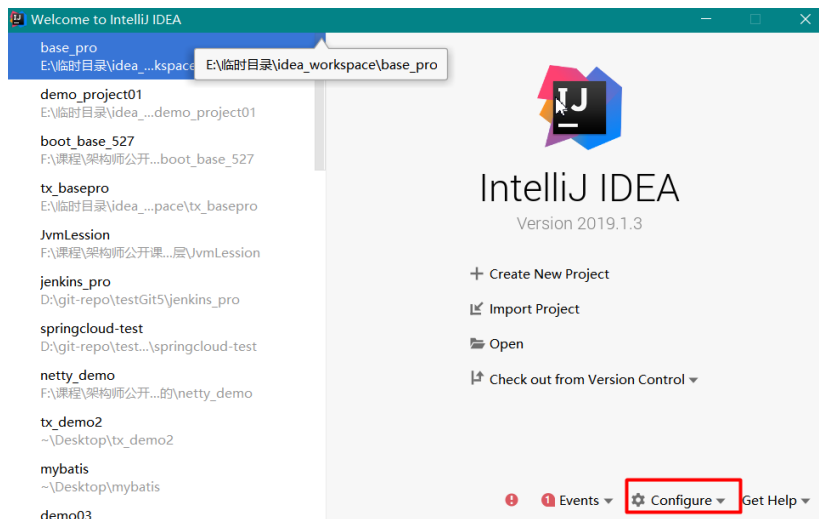 Welcome to IntelliJ IDEA
base_pro
E:\临时目录\idea_...kspace
E:\临时目录\idea_workspace\base_pro
demo_project01
E:\临时目录\idea_...demo_project01
boot_base_527
F:\课程\架构师公开...boot_base_527
tx_basepro
E:\临时目录\idea_...pace\tx_basepro
JvmLession
F:\课程\架构师公开课...层\JvmLession
jenkins_pro
D:\git-repo\testGit5\jenkins_pro
springcloud-test
D:\git-repo\test...\springcloud-test
netty_demo
F:\课程\架构师公开...的\netty_demo
tx_demo2
~\Desktop\tx_demo2
mybatis
~\Desktop\mybatis
demo03
IJ
IntelliJ IDEA
Version 2019.1.3
Create New Project
Import Project
Open
Check out from Version Control
1 Events
Configure
Get Help